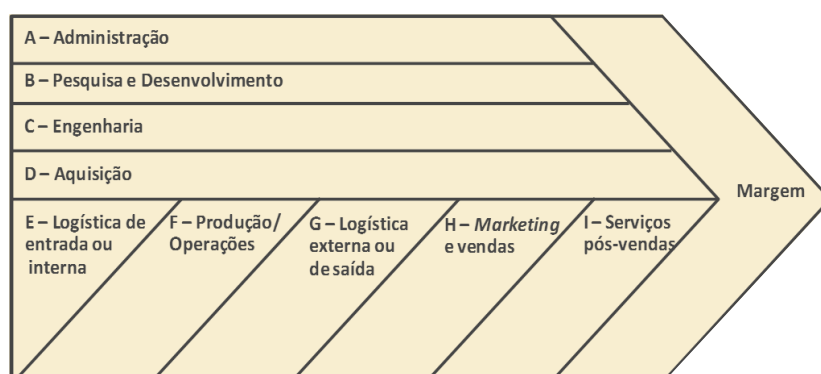 A – Administração
B – Pesquisa e Desenvolvimento
C – Engenharia
D – Aquisição
Margem
E – Logística de
entrada ou
interna
F – Produção/
Operações
G – Logística
externa ou
de saída
H – Marketing
e vendas
I – Serviços
pós-vendas